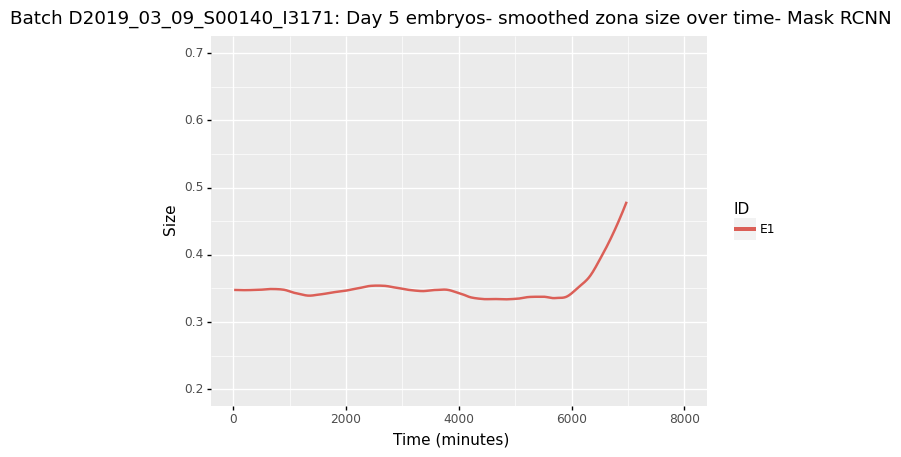 Batch D2019_03_09_S00140_I3171: Day 5 embryos- smoothed zona size over time- Mask RCNN
0.7
0.6
0.5
0.4
0.3
0.2
Size
0 2000 4000 6000 8000
Time (minutes)
ID
E1